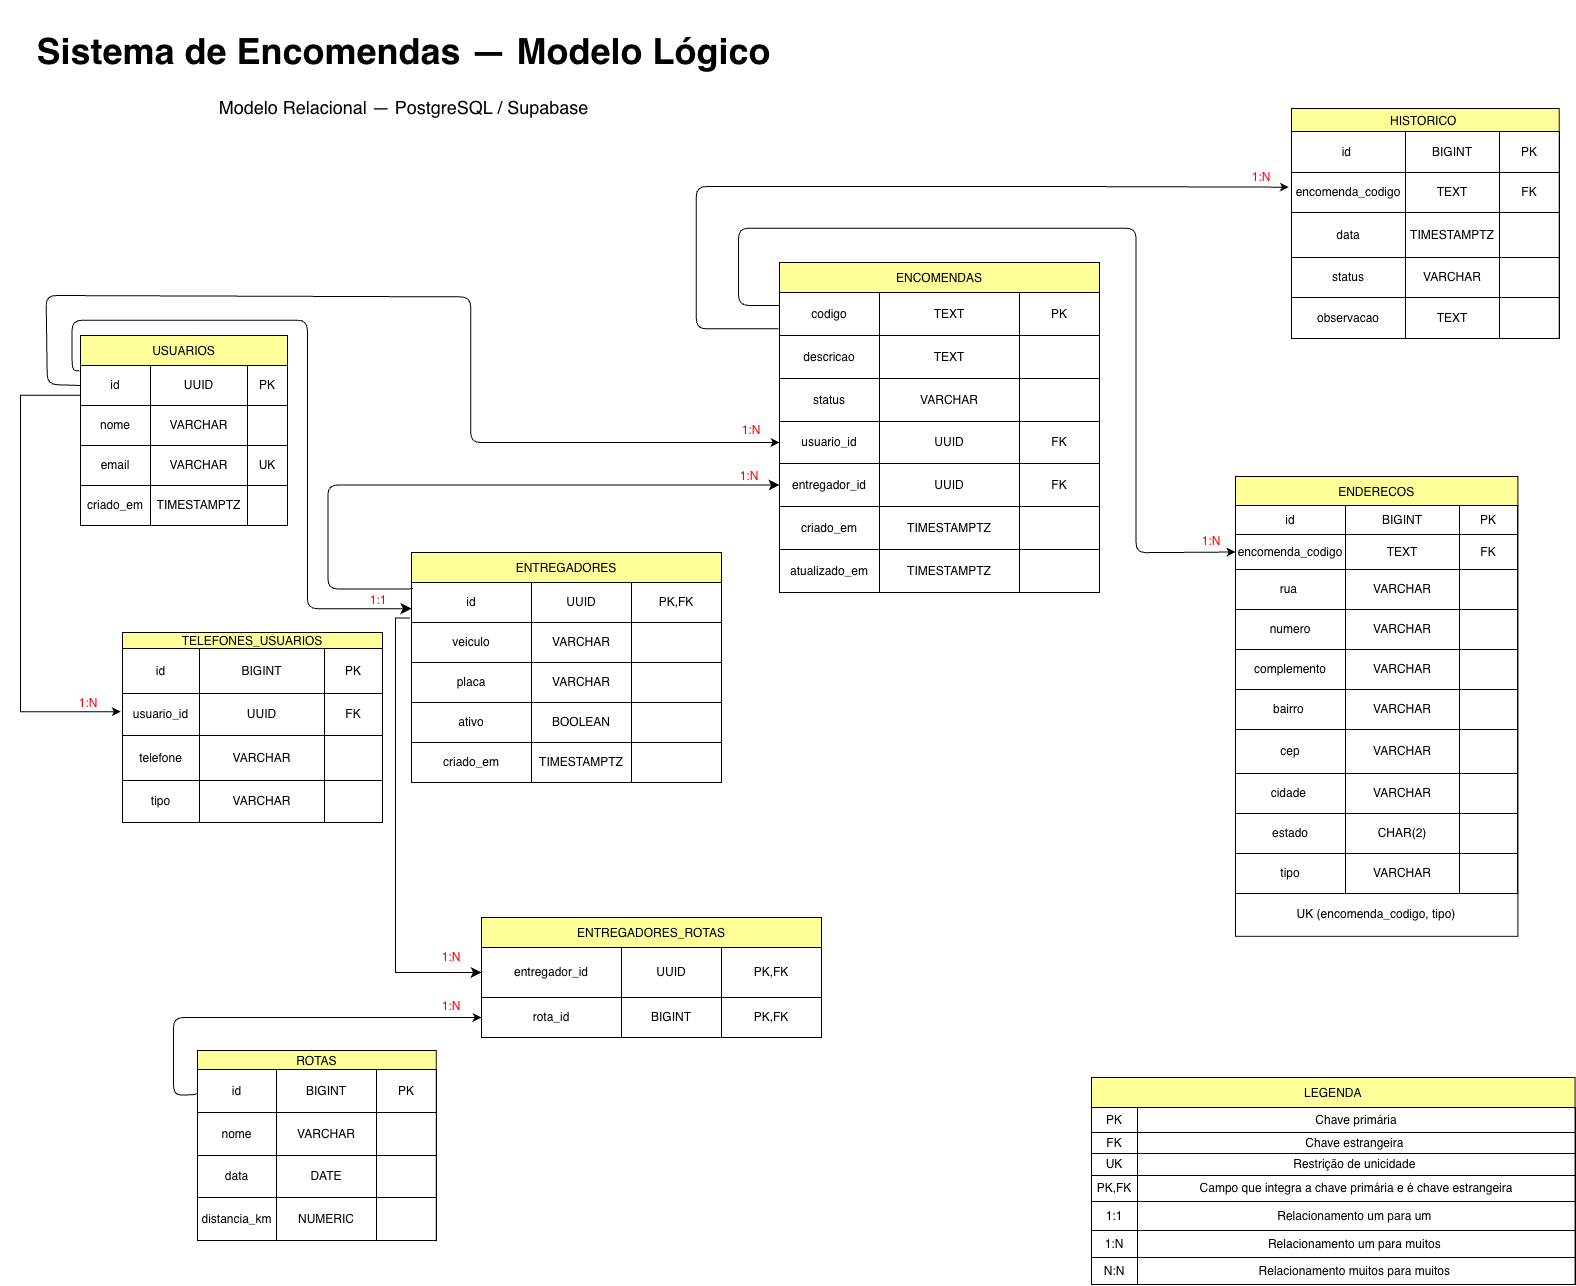 Sistema de Encomendas — Modelo Lógico
Modelo Relacional — PostgreSQL / Supabase
HISTORICO
id BIGINT PK
encomenda_codigo TEXT FK
data TIMESTAMPTZ
status VARCHAR
observacao TEXT
1:N
ENCOMENDAS
codigo TEXT PK
descricao TEXT
status VARCHAR
usuario_id UUID FK
entregador_id UUID FK
criado_em TIMESTAMPTZ
atualizado_em TIMESTAMPTZ
1:N
1:N
USUARIOS
id UUID PK
nome VARCHAR
email VARCHAR UK
criado_em TIMESTAMPTZ
ENDERECOS
id BIGINT PK
encomenda_codigo TEXT FK
rua VARCHAR
numero VARCHAR
complemento VARCHAR
bairro VARCHAR
cep VARCHAR
cidade VARCHAR
estado CHAR(2)
tipo VARCHAR
UK (encomenda_codigo, tipo)
1:N
ENTREGADORES
id UUID PK,FK
veiculo VARCHAR
placa VARCHAR
ativo BOOLEAN
criado_em TIMESTAMPTZ
1:1
TELEFONES_USUARIOS
id BIGINT PK
usuario_id UUID FK
telefone VARCHAR
tipo VARCHAR
1:N
ENTREGADORES_ROTAS
entregador_id UUID PK,FK
rota_id BIGINT PK,FK
1:N
1:N
ROTAS
id BIGINT PK
nome VARCHAR
data DATE
distancia_km NUMERIC
LEGENDA
PK Chave primária
FK Chave estrangeira
UK Restrição de unicidade
PK,FK Campo que integra a chave primária e é chave estrangeira
1:1 Relacionamento um para um
1:N Relacionamento um para muitos
N:N Relacionamento muitos para muitos